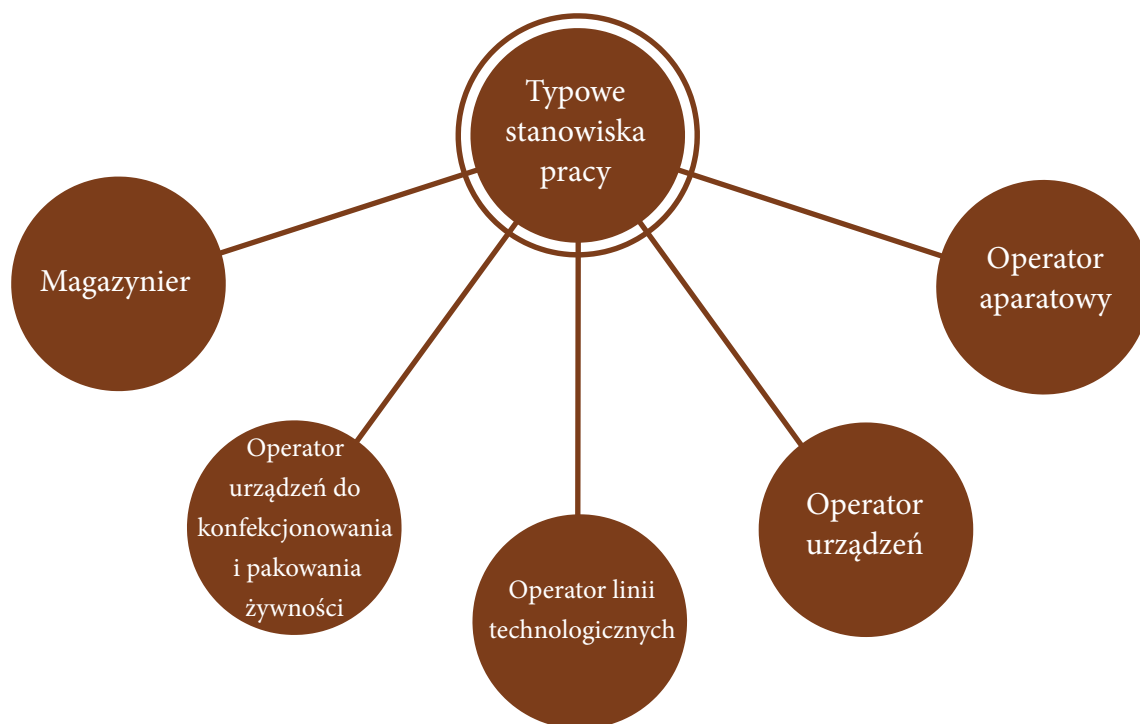 Typowe
stanowiska
pracy
Magazynier
Operator
urządzeń do
konfekcjonowania
i pakowania
żywności
Operator linii
technologicznych
Operator
urządzeń
Operator
aparatowy